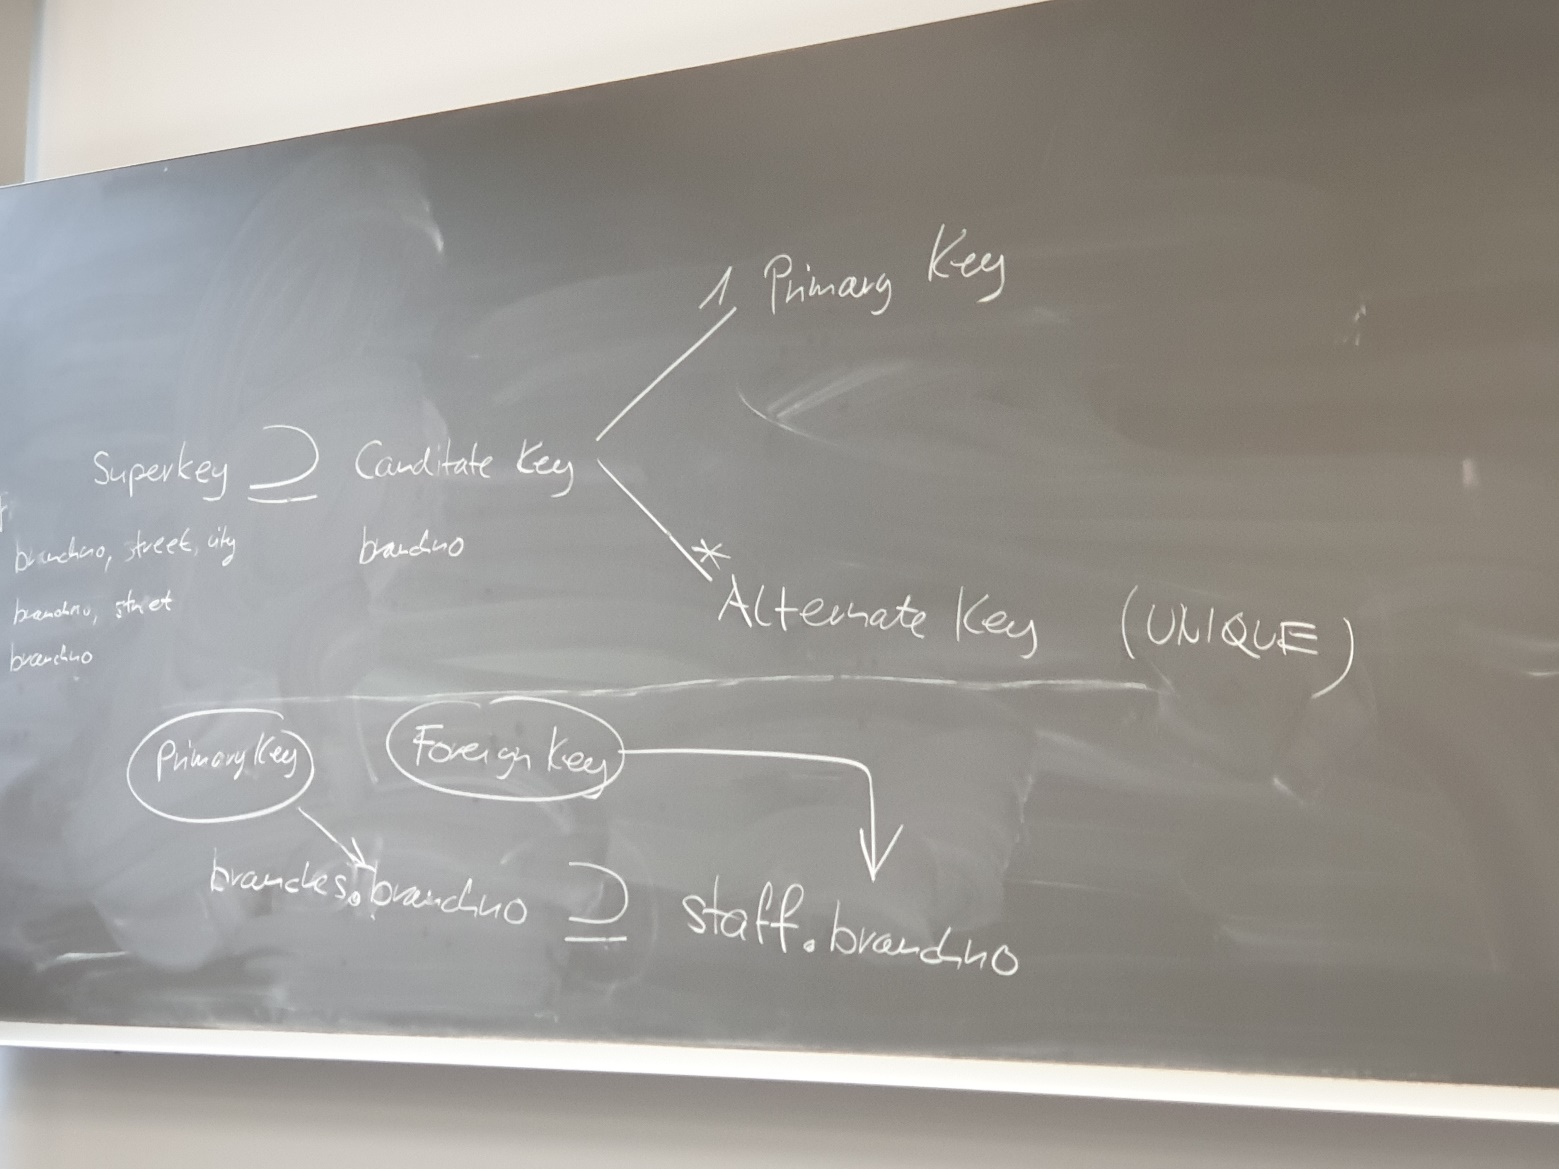 1 Primary Key
Superkey ⊇ Canditate Key
branchno, street, city
branchno
branchno, street
branchno
*
Alternate Key (UNIQUE)
Primary Key
Foreign Key
branches.branchno ⊇ staff.branchno